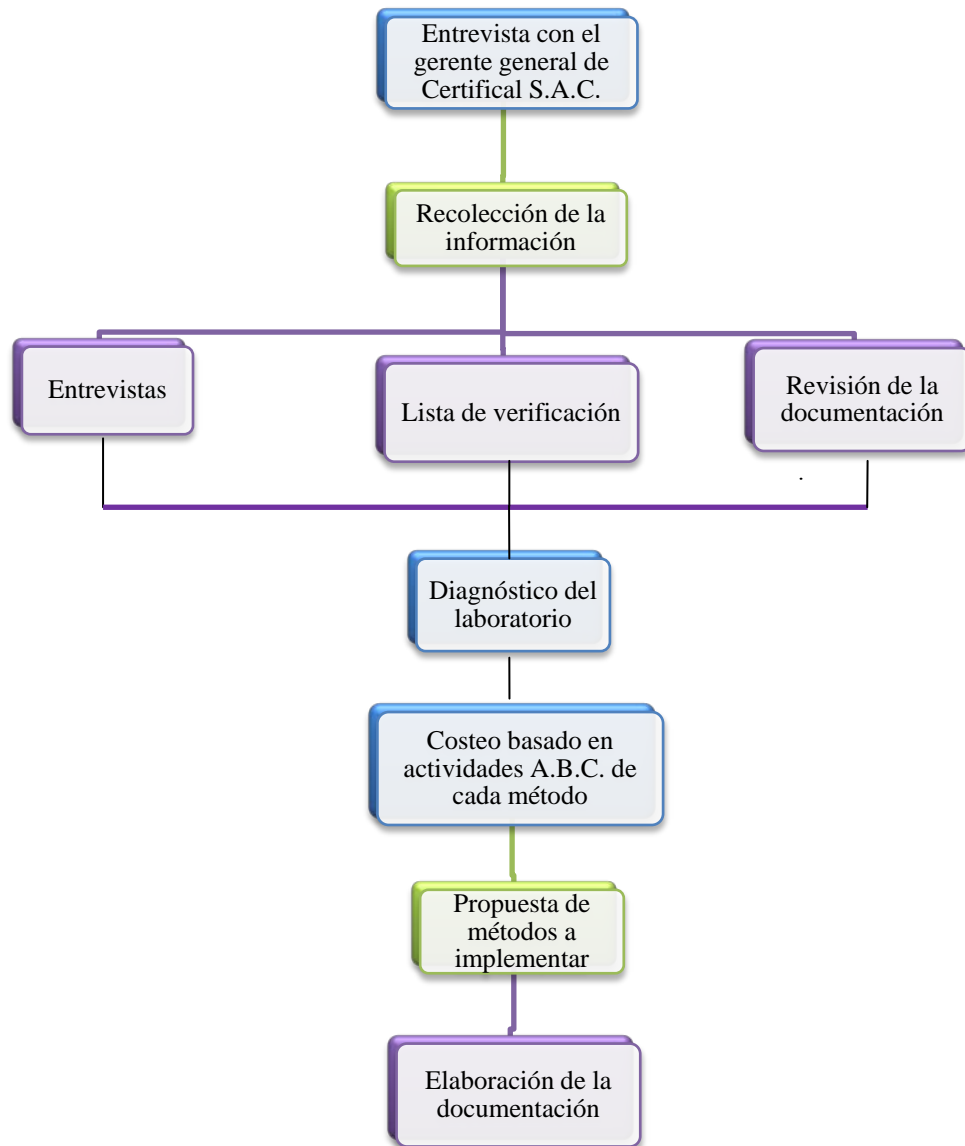 Entrevista con el
gerente general de
Certifical S.A.C.
Recolección de la
información
Entrevistas
Lista de verificación
Revisión de la
documentación
.
Diagnóstico del
laboratorio
Costeo basado en
actividades A.B.C. de
cada método
Propuesta de
métodos a
implementar
Elaboración de la
documentación